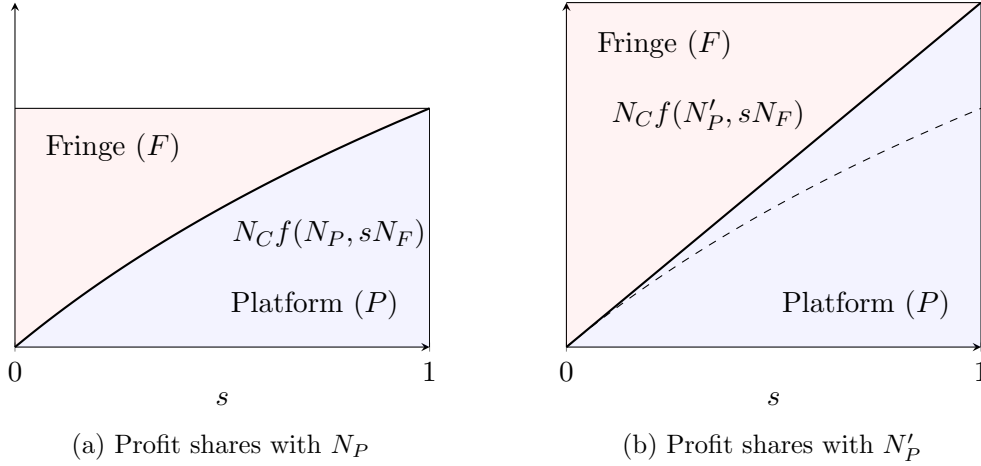 Fringe (F)
N_C f(N_P, sN_F)
Platform (P)
0
1
s
(a) Profit shares with N_P
Fringe (F)
N_C f(N'_P, sN_F)
Platform (P)
0
1
s
(b) Profit shares with N'_P